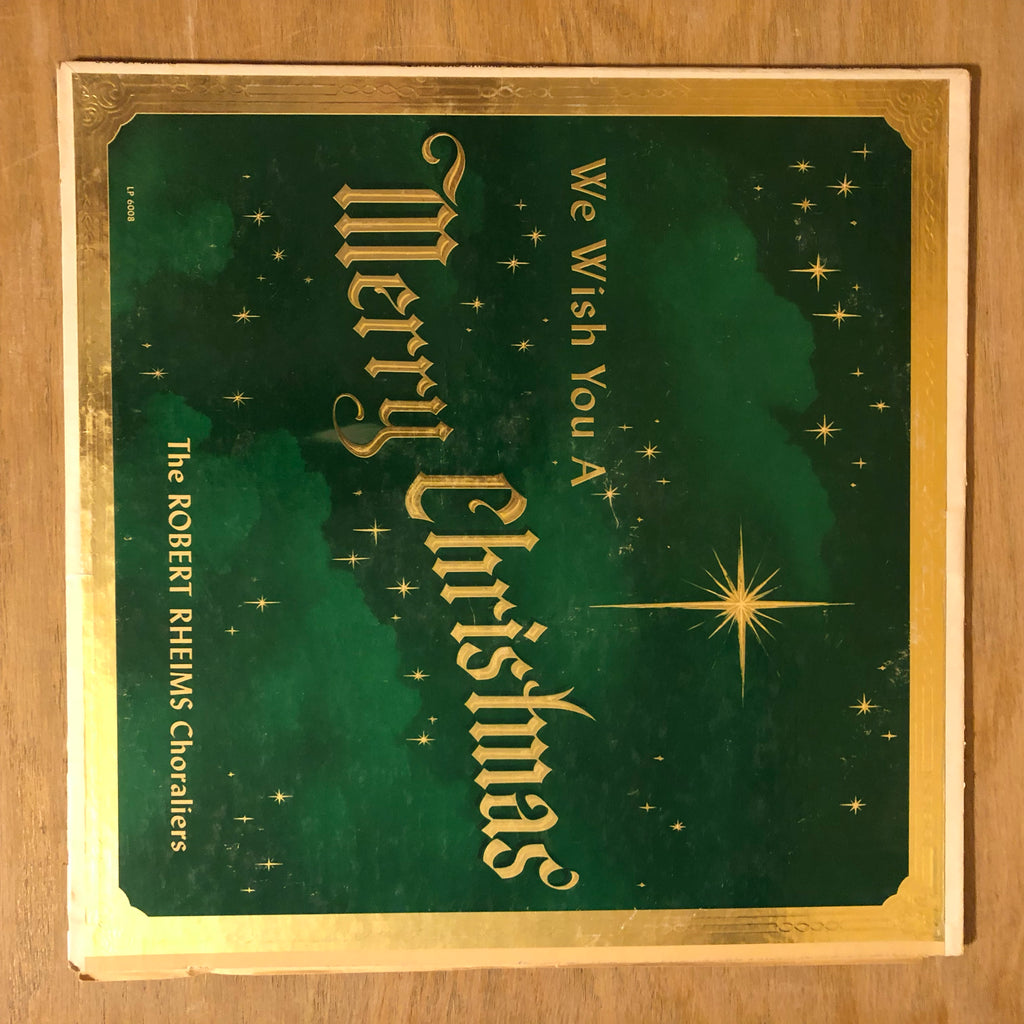 We Wish You A
Merry Christmas
The ROBERT RHEIMS Choraliers
LP 6008